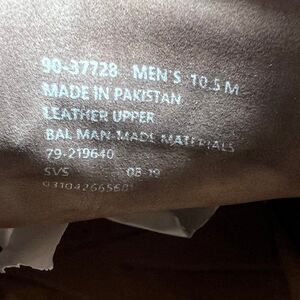 90-37728 MEN'S 10.5 M
MADE IN PAKISTAN
LEATHER UPPER
BAL MAN-MADE MATERIALS
79-219640
SVS 08-19